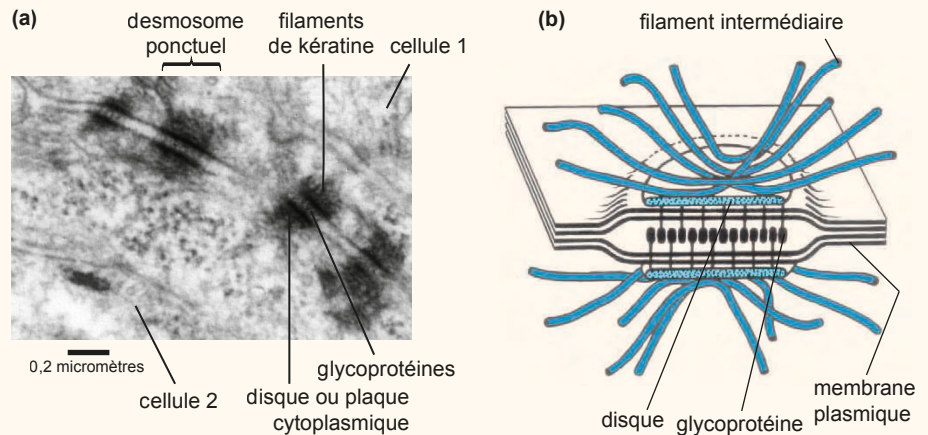 (a)
desmosome
ponctuel
filaments
de kératine
cellule 1
0,2 micromètres
cellule 2
disque ou plaque
cytoplasmique
glycoprotéines
(b)
filament intermédiaire
disque
glycoprotéine
membrane
plasmique